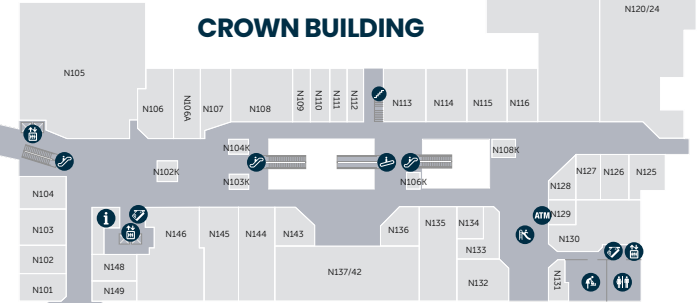 CROWN BUILDING
N120/24
N105
N106
N106A
N107
N108
N109
N110
N111
N112
N113
N114
N115
N116
N104K
N108K
N102K
N103K
N106K
N127
N126
N125
N128
N104
N129
ATM
i
N103
N146
N145
N144
N143
N136
N135
N134
N130
N133
N102
N148
N137/42
N132
N131
N101
N149